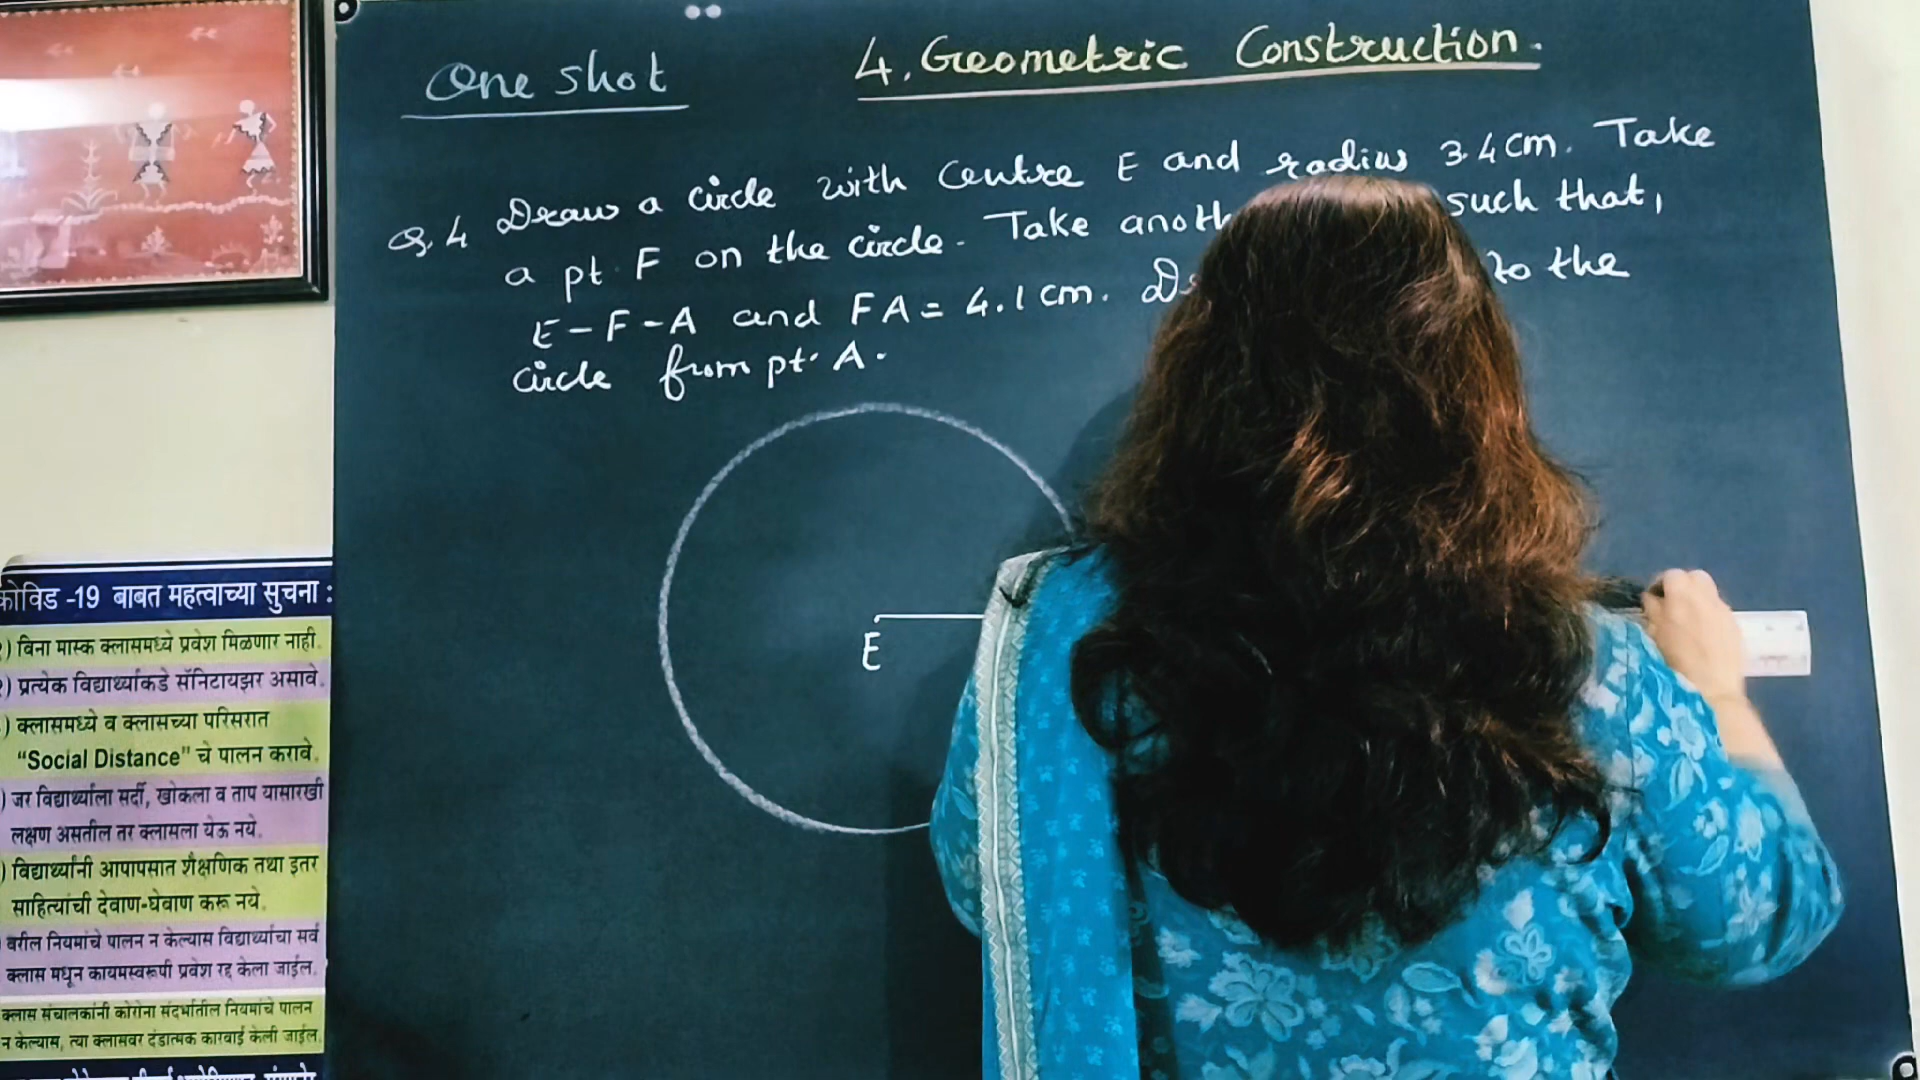 One shot
4. Geometric Construction.
Q.4 Draw a circle with centre E and radius 3.4 cm. Take
a pt. F on the circle. Take anoth such that,
E-F-A and FA = 4.1 cm. D to the
circle from pt. A.
E
कोविड -19 बाबत महत्वाच्या सुचना :
) विना मास्क क्लासमध्ये प्रवेश मिळणार नाही.
) प्रत्येक विद्यार्थ्याकडे सॅनिटायझर असावे.
) क्लासमध्ये व क्लासच्या परिसरात
“Social Distance” चे पालन करावे.
) जर विद्यार्थ्याला सर्दी, खोकला व ताप यासारखी
लक्षण असतील तर क्लासला येऊ नये.
) विद्यार्थ्यांनी आपापसात शैक्षणिक तथा इतर
साहित्यांची देवाण-घेवाण करू नये.
वरील नियमांचे पालन न केल्यास विद्यार्थ्याचा सर्व
क्लास मधून कायमस्वरूपी प्रवेश रद्द केला जाईल.
क्लास संचालकांनी कोरोना संदर्भातील नियमांचे पालन
न केल्यास, त्या क्लासवर दंडात्मक कारवाई केली जाईल.